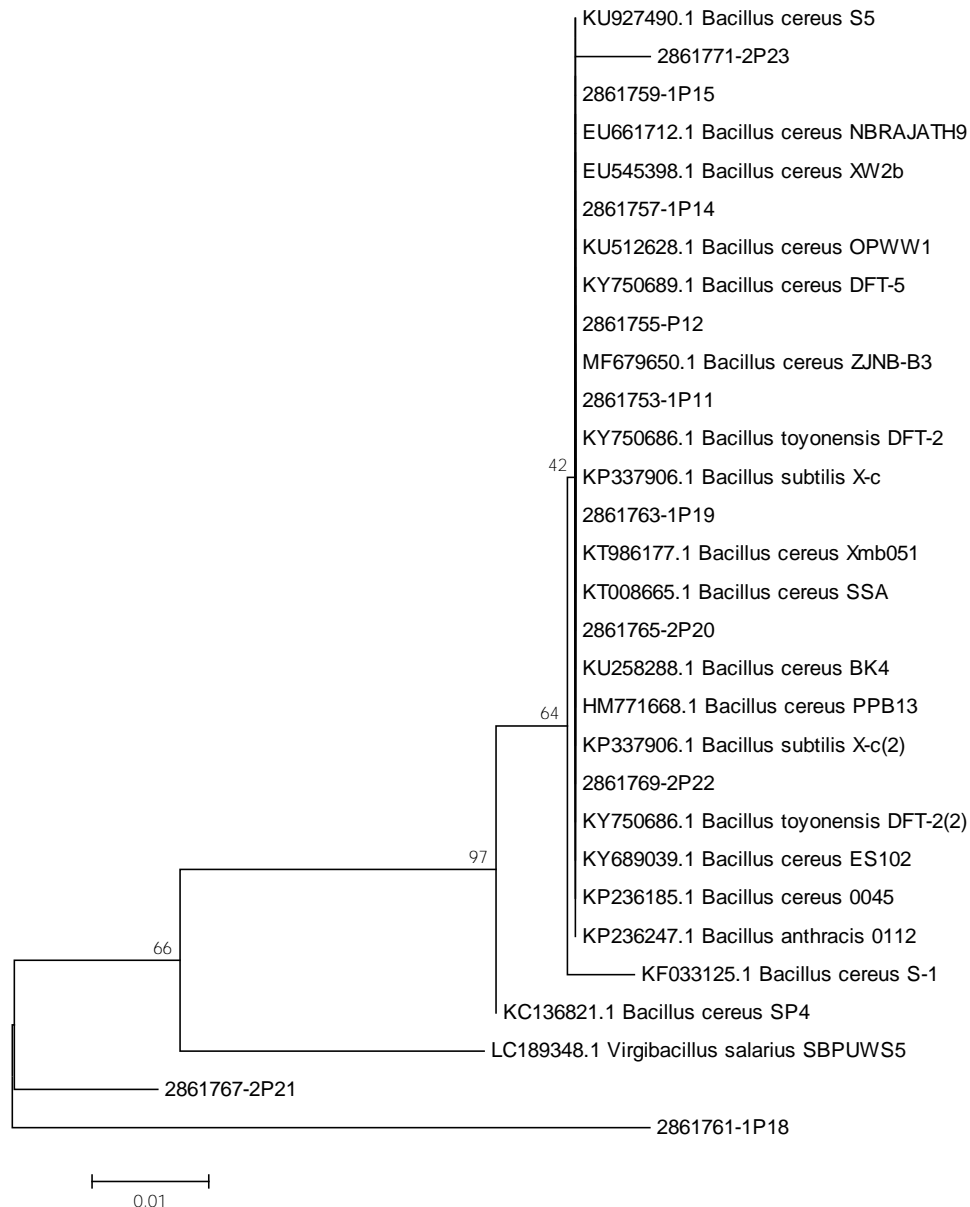 KU927490.1 Bacillus cereus S5
2861771-2P23
2861759-1P15
EU661712.1 Bacillus cereus NBRAJATH9
EU545398.1 Bacillus cereus XW2b
2861757-1P14
KU512628.1 Bacillus cereus OPWW1
KY750689.1 Bacillus cereus DFT-5
2861755-P12
MF679650.1 Bacillus cereus ZJNB-B3
2861753-1P11
KY750686.1 Bacillus toyonensis DFT-2
42
KP337906.1 Bacillus subtilis X-c
2861763-1P19
KT986177.1 Bacillus cereus Xmb051
KT008665.1 Bacillus cereus SSA
2861765-2P20
KU258288.1 Bacillus cereus BK4
HM771668.1 Bacillus cereus PPB13
64
KP337906.1 Bacillus subtilis X-c(2)
2861769-2P22
KY750686.1 Bacillus toyonensis DFT-2(2)
97
KY689039.1 Bacillus cereus ES102
KP236185.1 Bacillus cereus 0045
KP236247.1 Bacillus anthracis 0112
66
KF033125.1 Bacillus cereus S-1
KC136821.1 Bacillus cereus SP4
LC189348.1 Virgibacillus salarius SBPUWS5
2861767-2P21
2861761-1P18
0.01